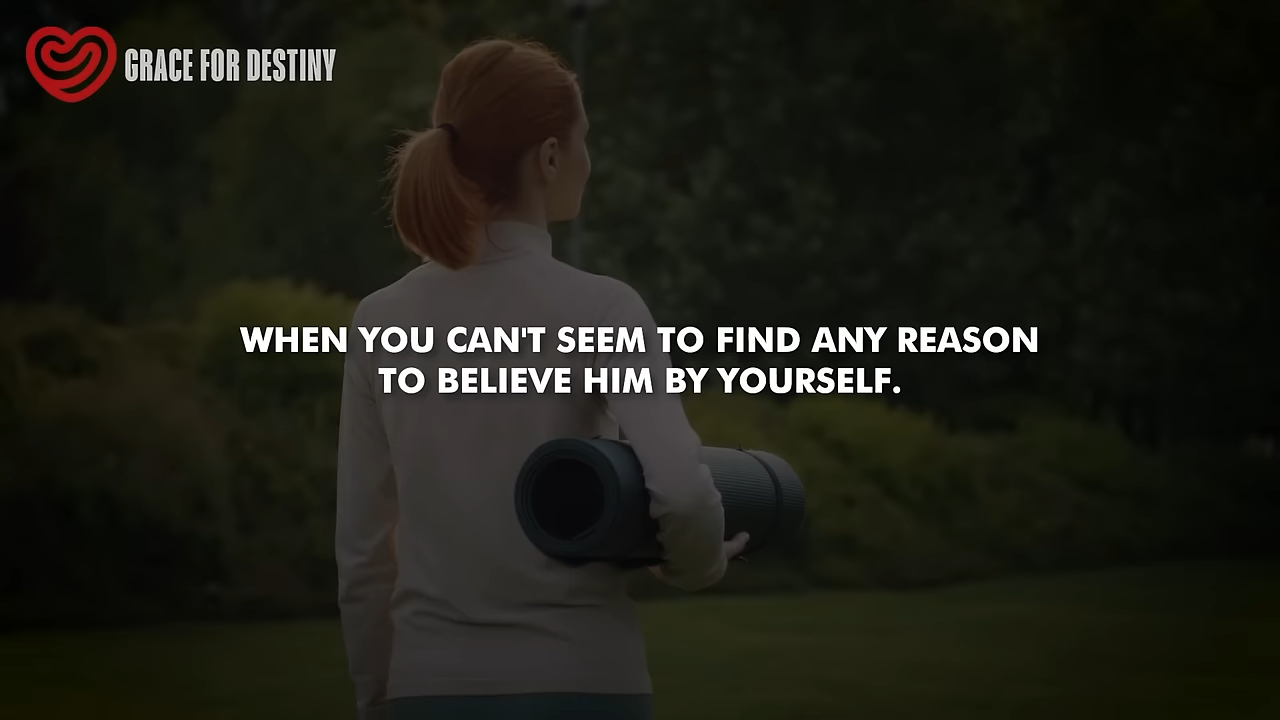 GRACE FOR DESTINY
WHEN YOU CAN'T SEEM TO FIND ANY REASON
TO BELIEVE HIM BY YOURSELF.